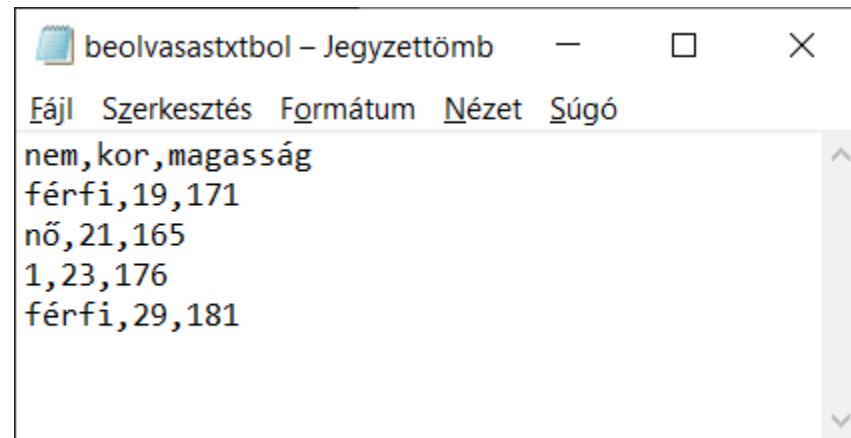 beolvasastxtbol – Jegyzettömb
Fájl Szerkesztés Formátum Nézet Súgó
nem,kor,magasság
férfi,19,171
nő,21,165
1,23,176
férfi,29,181